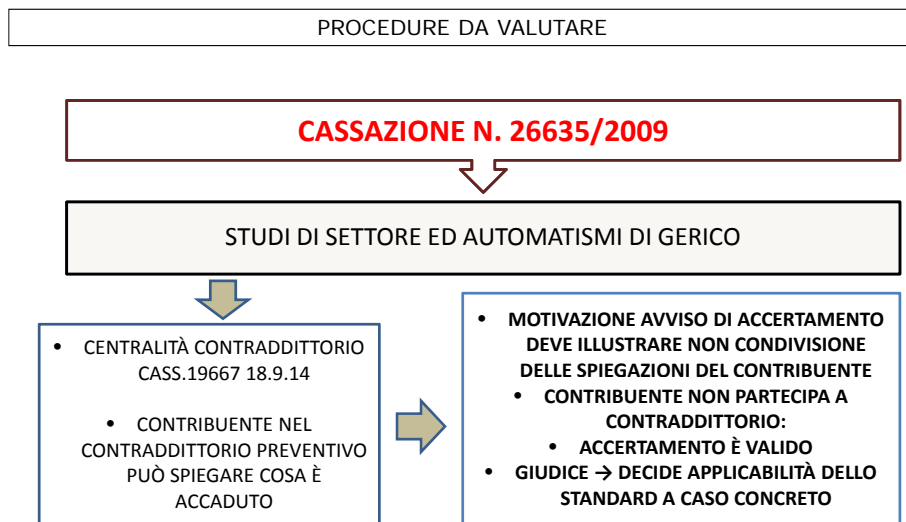 PROCEDURE DA VALUTARE
CASSAZIONE N. 26635/2009
STUDI DI SETTORE ED AUTOMATISMI DI GERICO
• CENTRALITÀ CONTRADDITTORIO
CASS.19667 18.9.14
• CONTRIBUENTE NEL
CONTRADDITTORIO PREVENTIVO
PUÒ SPIEGARE COSA È
ACCADUTO
• MOTIVAZIONE AVVISO DI ACCERTAMENTO
DEVE ILLUSTRARE NON CONDIVISIONE
DELLE SPIEGAZIONI DEL CONTRIBUENTE
• CONTRIBUENTE NON PARTECIPA A
CONTRADDITTORIO:
• ACCERTAMENTO È VALIDO
• GIUDICE → DECIDE APPLICABILITÀ DELLO
STANDARD A CASO CONCRETO